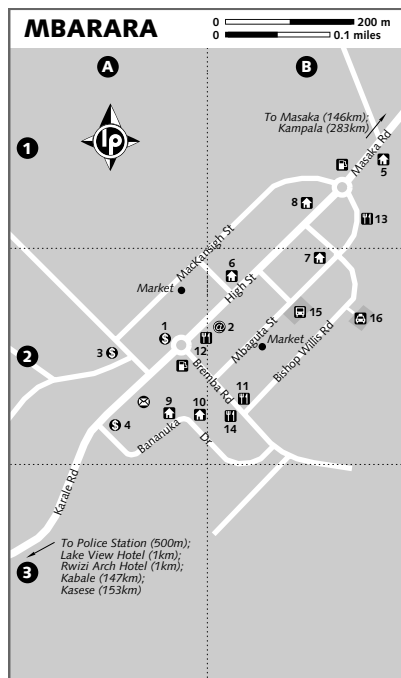 MBARARA
0 200 m
0 0.1 miles
A B
lp
To Masaka (146km);
Kampala (283km)
1
Masaka Rd
5
8
13
MacKansigh St
6
7
Market
High St
1
@ 2
15
16
Mbaguta St
Market
2
3 $
12
Bremba Rd
Bishop Willis Rd
11
9
10
14
$ 4
Bananuka Dr
Karale Rd
To Police Station (500m);
Lake View Hotel (1km);
Rwizi Arch Hotel (1km);
3
Kabale (147km);
Kasese (153km)